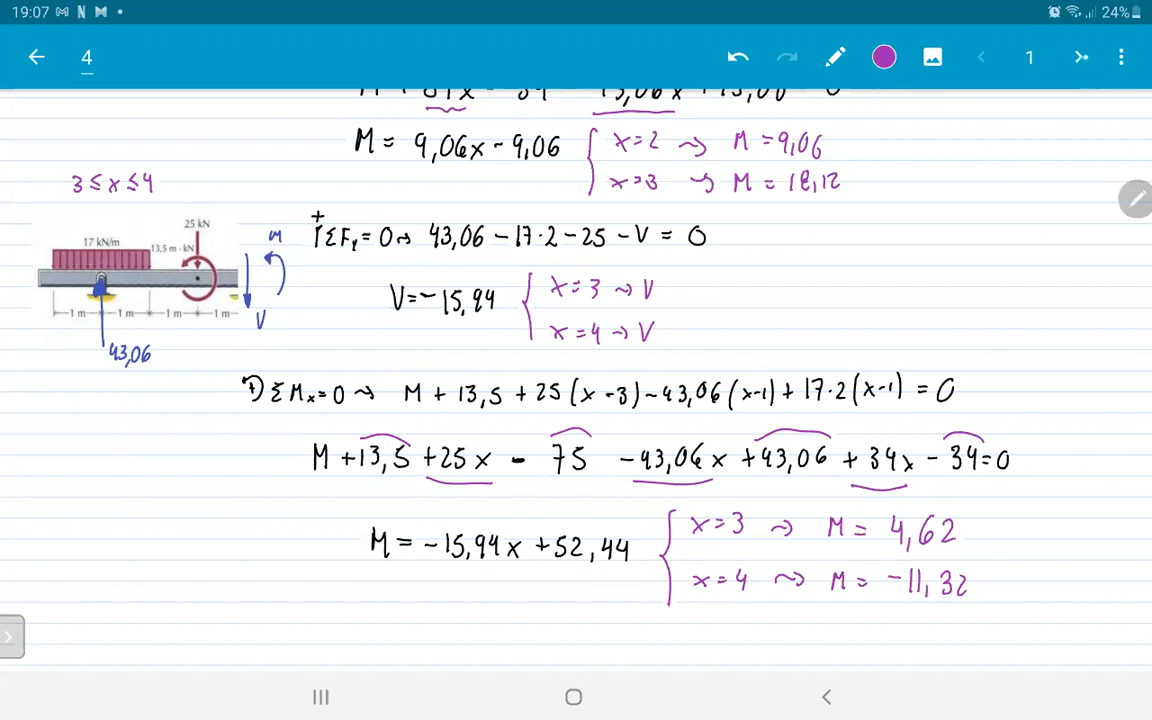 19:07
24%
4
1
M = 9,06x - 9,06
x=2 → M = 9,06
x=3 → M = 18,12
3 ≤ x ≤ 4
25 kN
17 kN/m
13,5 m·kN
M
1 m 1 m 1 m 1 m
V
43,06
+↑ΣFy = 0 → 43,06 - 17·2 - 25 - V = 0
V = -15,94
x=3 → V
x=4 → V
ΣMx = 0 → M + 13,5 + 25(x-3) - 43,06(x-1) + 17·2(x-1) = 0
M + 13,5 + 25x - 75 - 43,06x + 43,06 + 34x - 34 = 0
M = -15,94x + 52,44
x=3 → M = 4,62
x=4 → M = -11,32